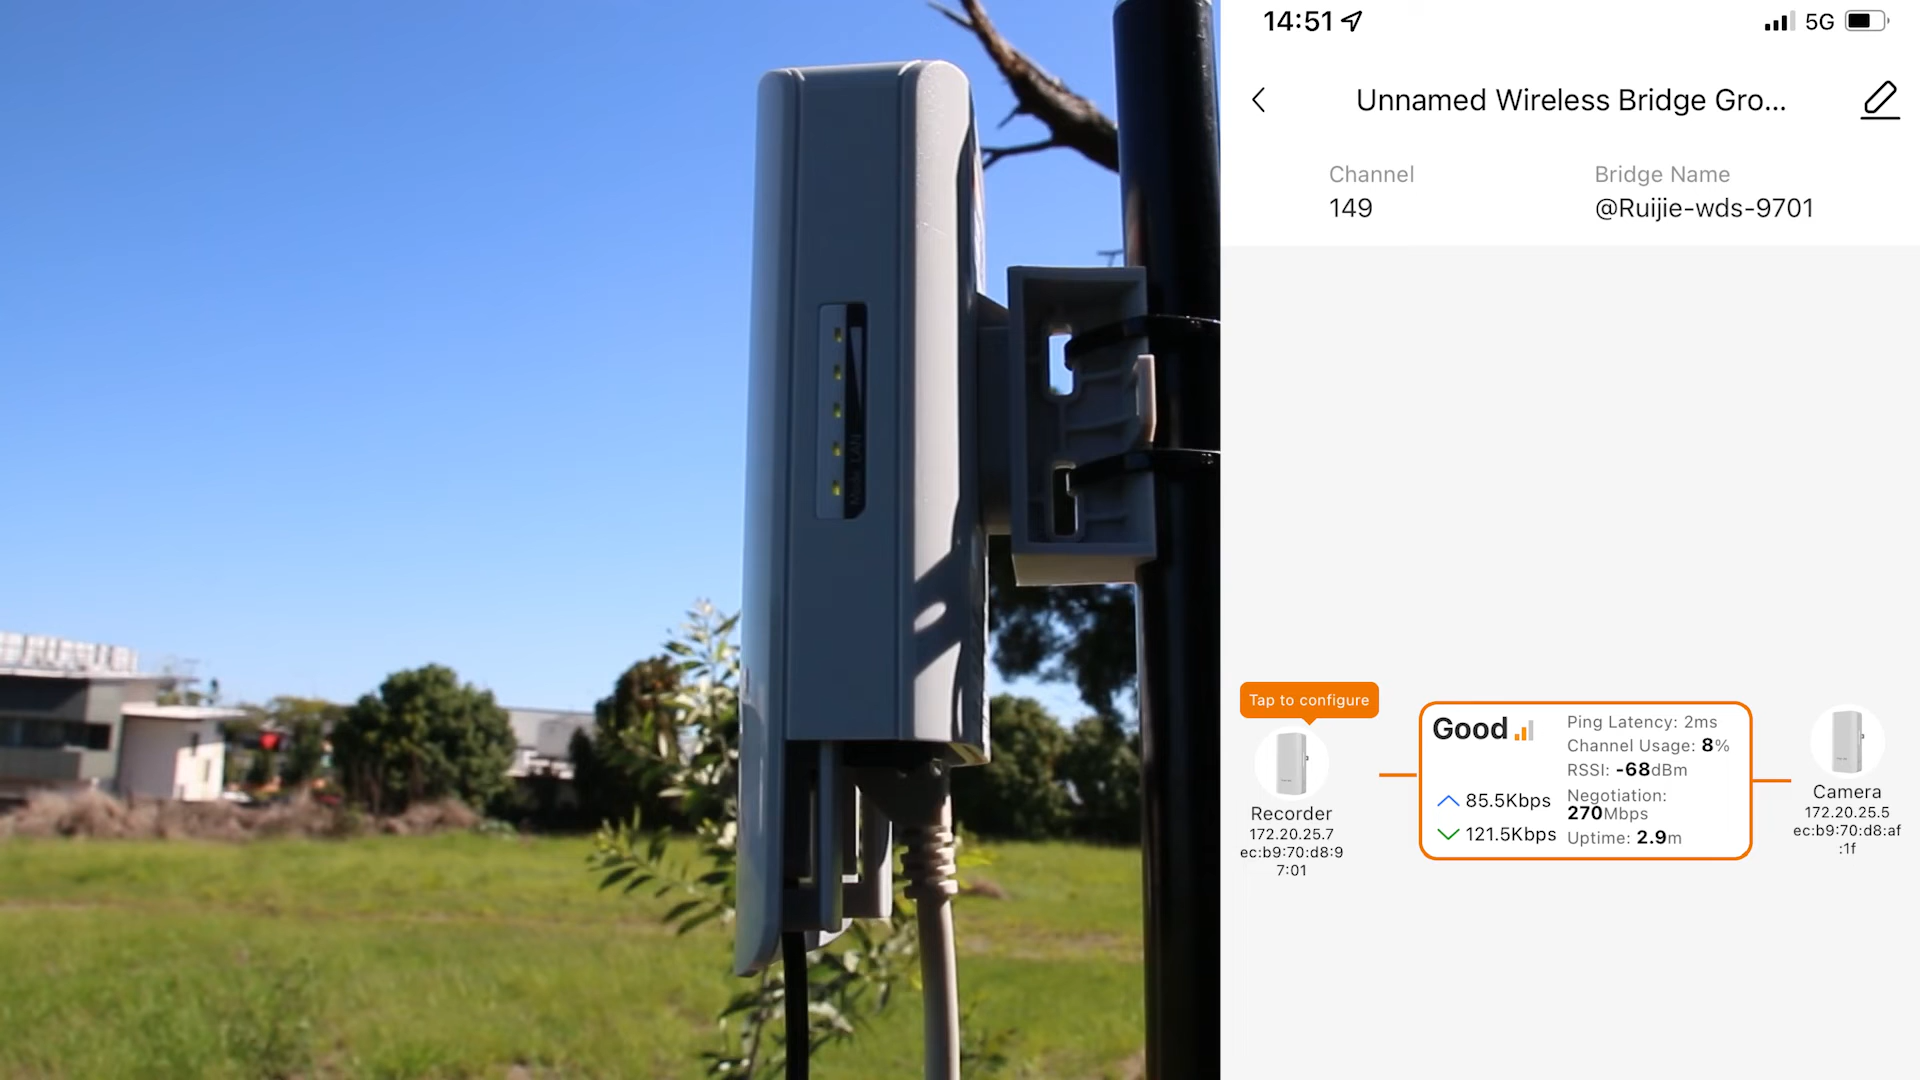 14:51
5G
Unnamed Wireless Bridge Gro...
Channel
Bridge Name
149
@Ruijie-wds-9701
Tap to configure
Recorder
172.20.25.7
ec:b9:70:d8:9
7:01
Good
85.5Kbps
121.5Kbps
Ping Latency: 2ms
Channel Usage: 8%
RSSI: -68dBm
Negotiation:
270Mbps
Uptime: 2.9m
Camera
172.20.25.5
ec:b9:70:d8:af
:1f
LAN